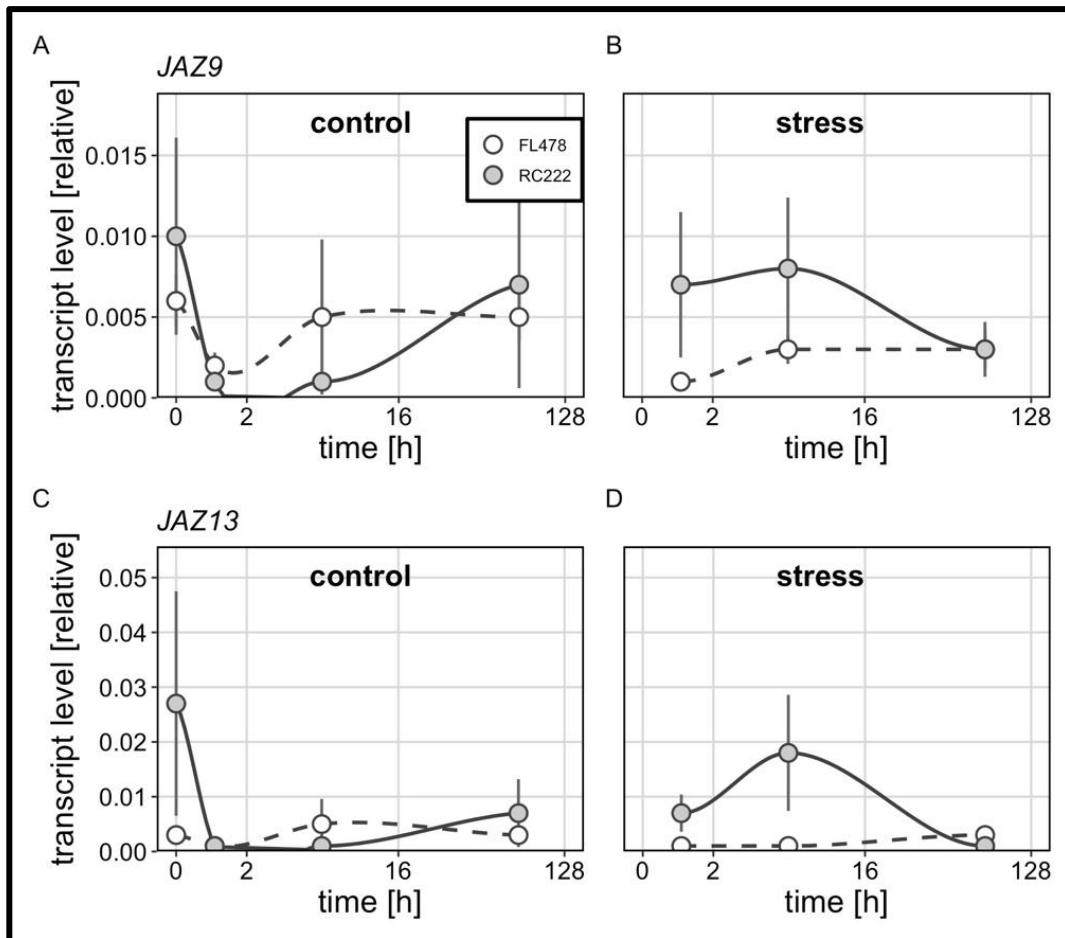 A
B
JAZ9
transcript level [relative]
0.015
0.010
0.005
0.000
control
FL478
RC222
stress
0 2 16 128
0 2 16 128
time [h]
time [h]
C
D
JAZ13
transcript level [relative]
0.05
0.04
0.03
0.02
0.01
0.00
control
stress
0 2 16 128
0 2 16 128
time [h]
time [h]